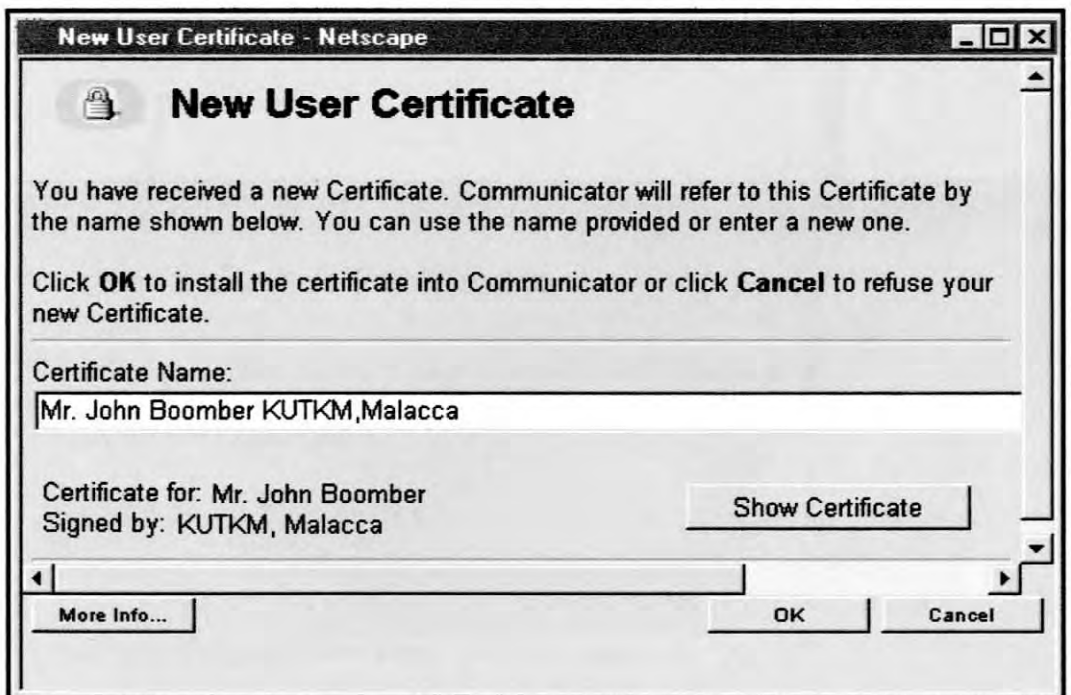 New User Certificate - Netscape
New User Certificate
You have received a new Certificate. Communicator will refer to this Certificate by
the name shown below. You can use the name provided or enter a new one.
Click OK to install the certificate into Communicator or click Cancel to refuse your
new Certificate.
Certificate Name:
Mr. John Boomber KUTKM,Malacca
Certificate for: Mr. John Boomber
Signed by: KUTKM, Malacca
Show Certificate
More Info...
OK
Cancel